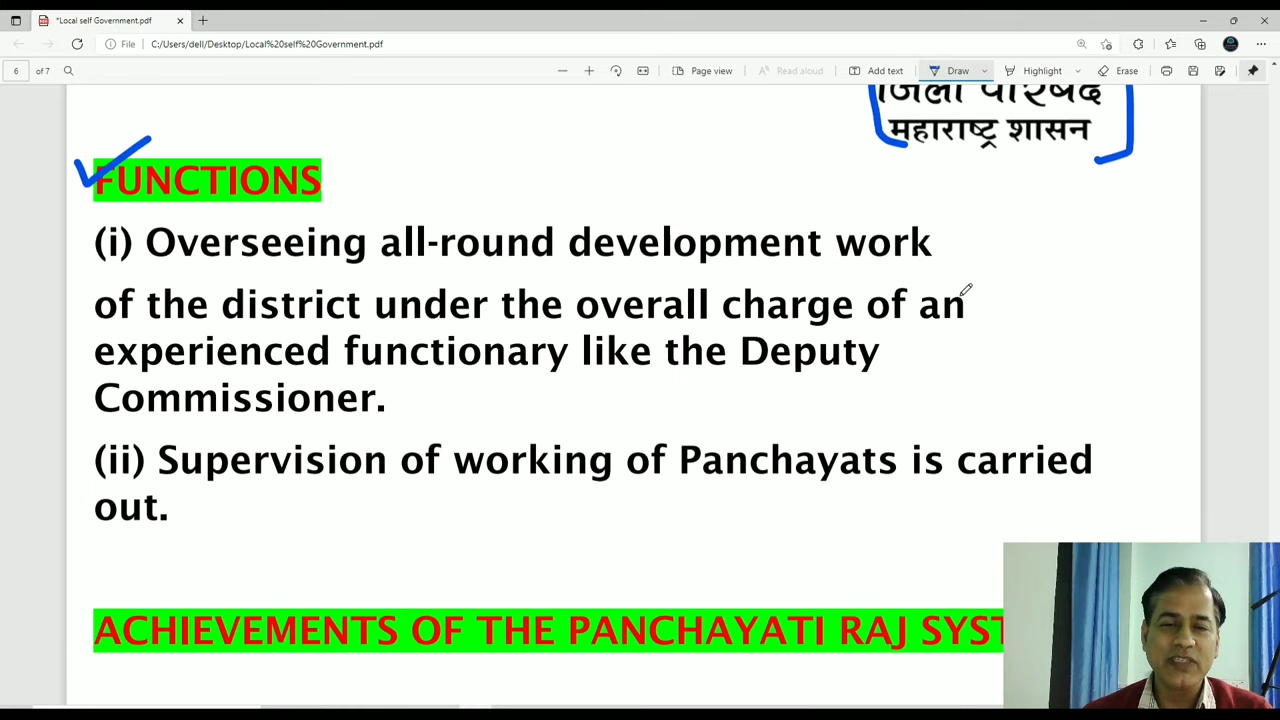 *Local self Government.pdf
File C:/Users/dell/Desktop/Local%20self%20Government.pdf
6 of 7 Page view Read aloud Add text Draw Highlight Erase
जिला परिषद
महाराष्ट्र शासन
FUNCTIONS
(i) Overseeing all-round development work
of the district under the overall charge of an
experienced functionary like the Deputy
Commissioner.
(ii) Supervision of working of Panchayats is carried
out.
ACHIEVEMENTS OF THE PANCHAYATI RAJ SYST